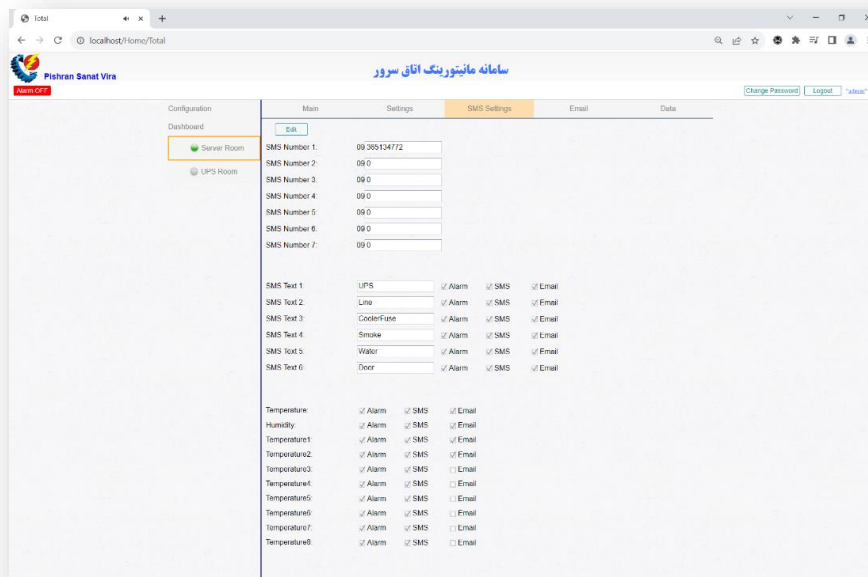 Total
localhost/Home/Total
Pishran Sanat Vira
سامانه مانیتورینگ اتاق سرور
Alarm OFF
Change Password Logout "admin"
Configuration
Dashboard
Server Room
UPS Room
Main Settings SMS Settings Email Data
Edit
SMS Number 1: 09 365134772
SMS Number 2: 09 0
SMS Number 3: 09 0
SMS Number 4: 09 0
SMS Number 5: 09 0
SMS Number 6: 09 0
SMS Number 7: 09 0
SMS Text 1: UPS Alarm SMS Email
SMS Text 2: Line Alarm SMS Email
SMS Text 3: CoolerFuse Alarm SMS Email
SMS Text 4: Smoke Alarm SMS Email
SMS Text 5: Water Alarm SMS Email
SMS Text 6: Door Alarm SMS Email
Temperature: Alarm SMS Email
Humidity: Alarm SMS Email
Temperature1: Alarm SMS Email
Temperature2: Alarm SMS Email
Temperature3: Alarm SMS Email
Temperature4: Alarm SMS Email
Temperature5: Alarm SMS Email
Temperature6: Alarm SMS Email
Temperature7: Alarm SMS Email
Temperature8: Alarm SMS Email